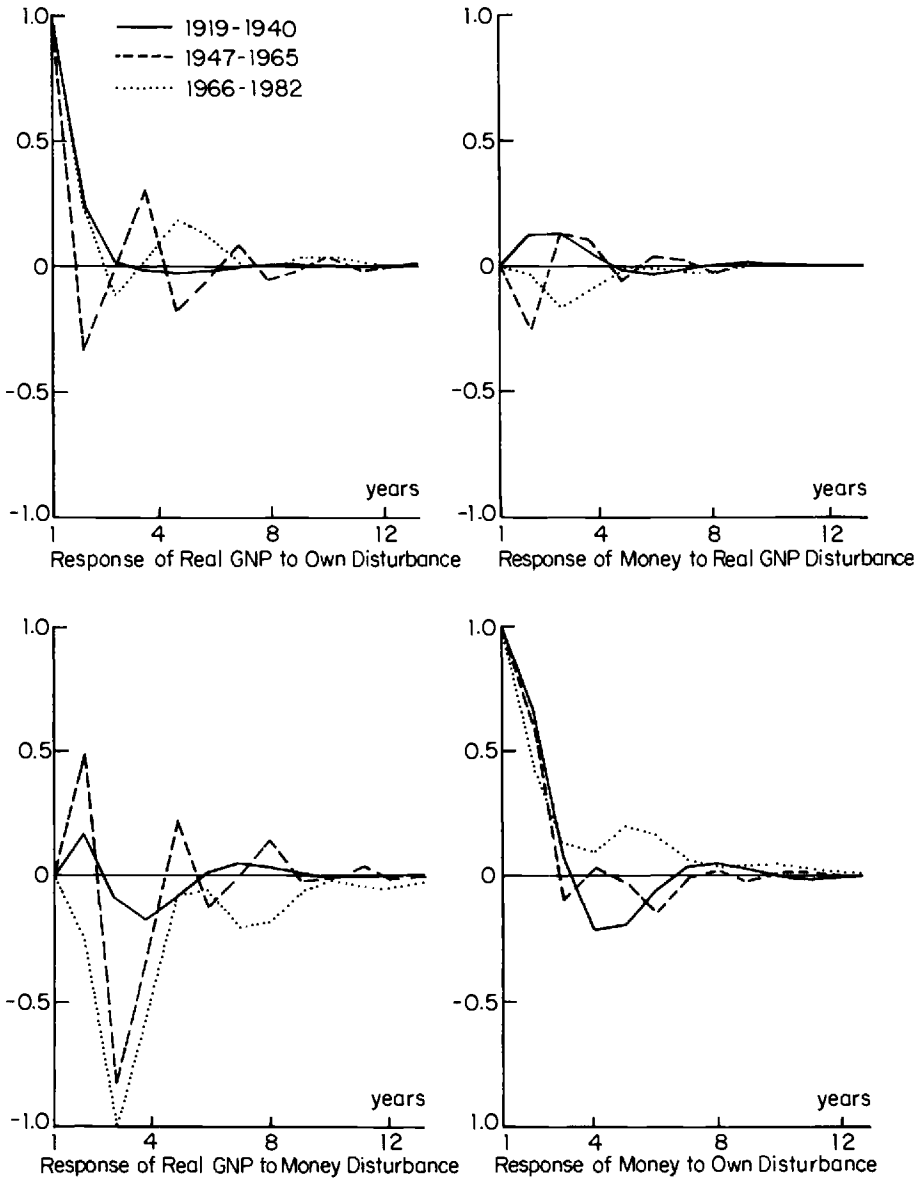 1.0
1919-1940
1947-1965
1966-1982
0.5
0
-0.5
-1.0
years
1 4 8 12
Response of Real GNP to Own Disturbance
1.0
0.5
0
-0.5
-1.0
years
1 4 8 12
Response of Money to Real GNP Disturbance
1.0
0.5
0
-0.5
-1.0
years
1 4 8 12
Response of Real GNP to Money Disturbance
1.0
0.5
0
-0.5
1.0
years
1 4 8 12
Response of Money to Own Disturbance